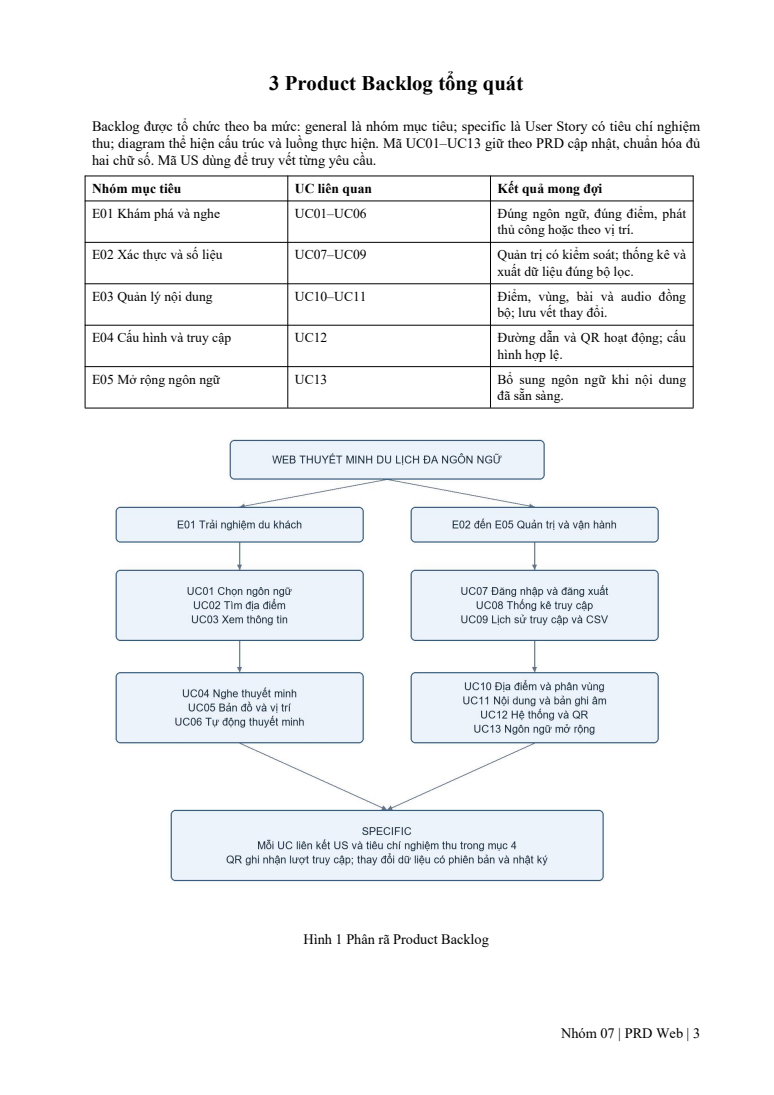 3 Product Backlog tổng quát
Backlog được tổ chức theo ba mức: general là nhóm mục tiêu; specific là User Story có tiêu chí nghiệm
thu; diagram thể hiện cấu trúc và luồng thực hiện. Mã UC01–UC13 giữ theo PRD cập nhật, chuẩn hóa đủ
hai chữ số. Mã US dùng để truy vết từng yêu cầu.
Nhóm mục tiêu UC liên quan Kết quả mong đợi
E01 Khám phá và nghe UC01–UC06 Đúng ngôn ngữ, đúng điểm, phát
thủ công hoặc theo vị trí.
E02 Xác thực và số liệu UC07–UC09 Quản trị có kiểm soát; thống kê và
xuất dữ liệu đúng bộ lọc.
E03 Quản lý nội dung UC10–UC11 Điểm, vùng, bài và audio đồng
bộ; lưu vết thay đổi.
E04 Cấu hình và truy cập UC12 Đường dẫn và QR hoạt động; cấu
hình hợp lệ.
E05 Mở rộng ngôn ngữ UC13 Bổ sung ngôn ngữ khi nội dung
đã sẵn sàng.
WEB THUYẾT MINH DU LỊCH ĐA NGÔN NGỮ
E01 Trải nghiệm du khách
E02 đến E05 Quản trị và vận hành
UC01 Chọn ngôn ngữ
UC02 Tìm địa điểm
UC03 Xem thông tin
UC07 Đăng nhập và đăng xuất
UC08 Thống kê truy cập
UC09 Lịch sử truy cập và CSV
UC04 Nghe thuyết minh
UC05 Bản đồ và vị trí
UC06 Tự động thuyết minh
UC10 Địa điểm và phân vùng
UC11 Nội dung và bản ghi âm
UC12 Hệ thống và QR
UC13 Ngôn ngữ mở rộng
SPECIFIC
Mỗi UC liên kết US và tiêu chí nghiệm thu trong mục 4
QR ghi nhận lượt truy cập; thay đổi dữ liệu có phiên bản và nhật ký
Hình 1 Phân rã Product Backlog
Nhóm 07 | PRD Web | 3